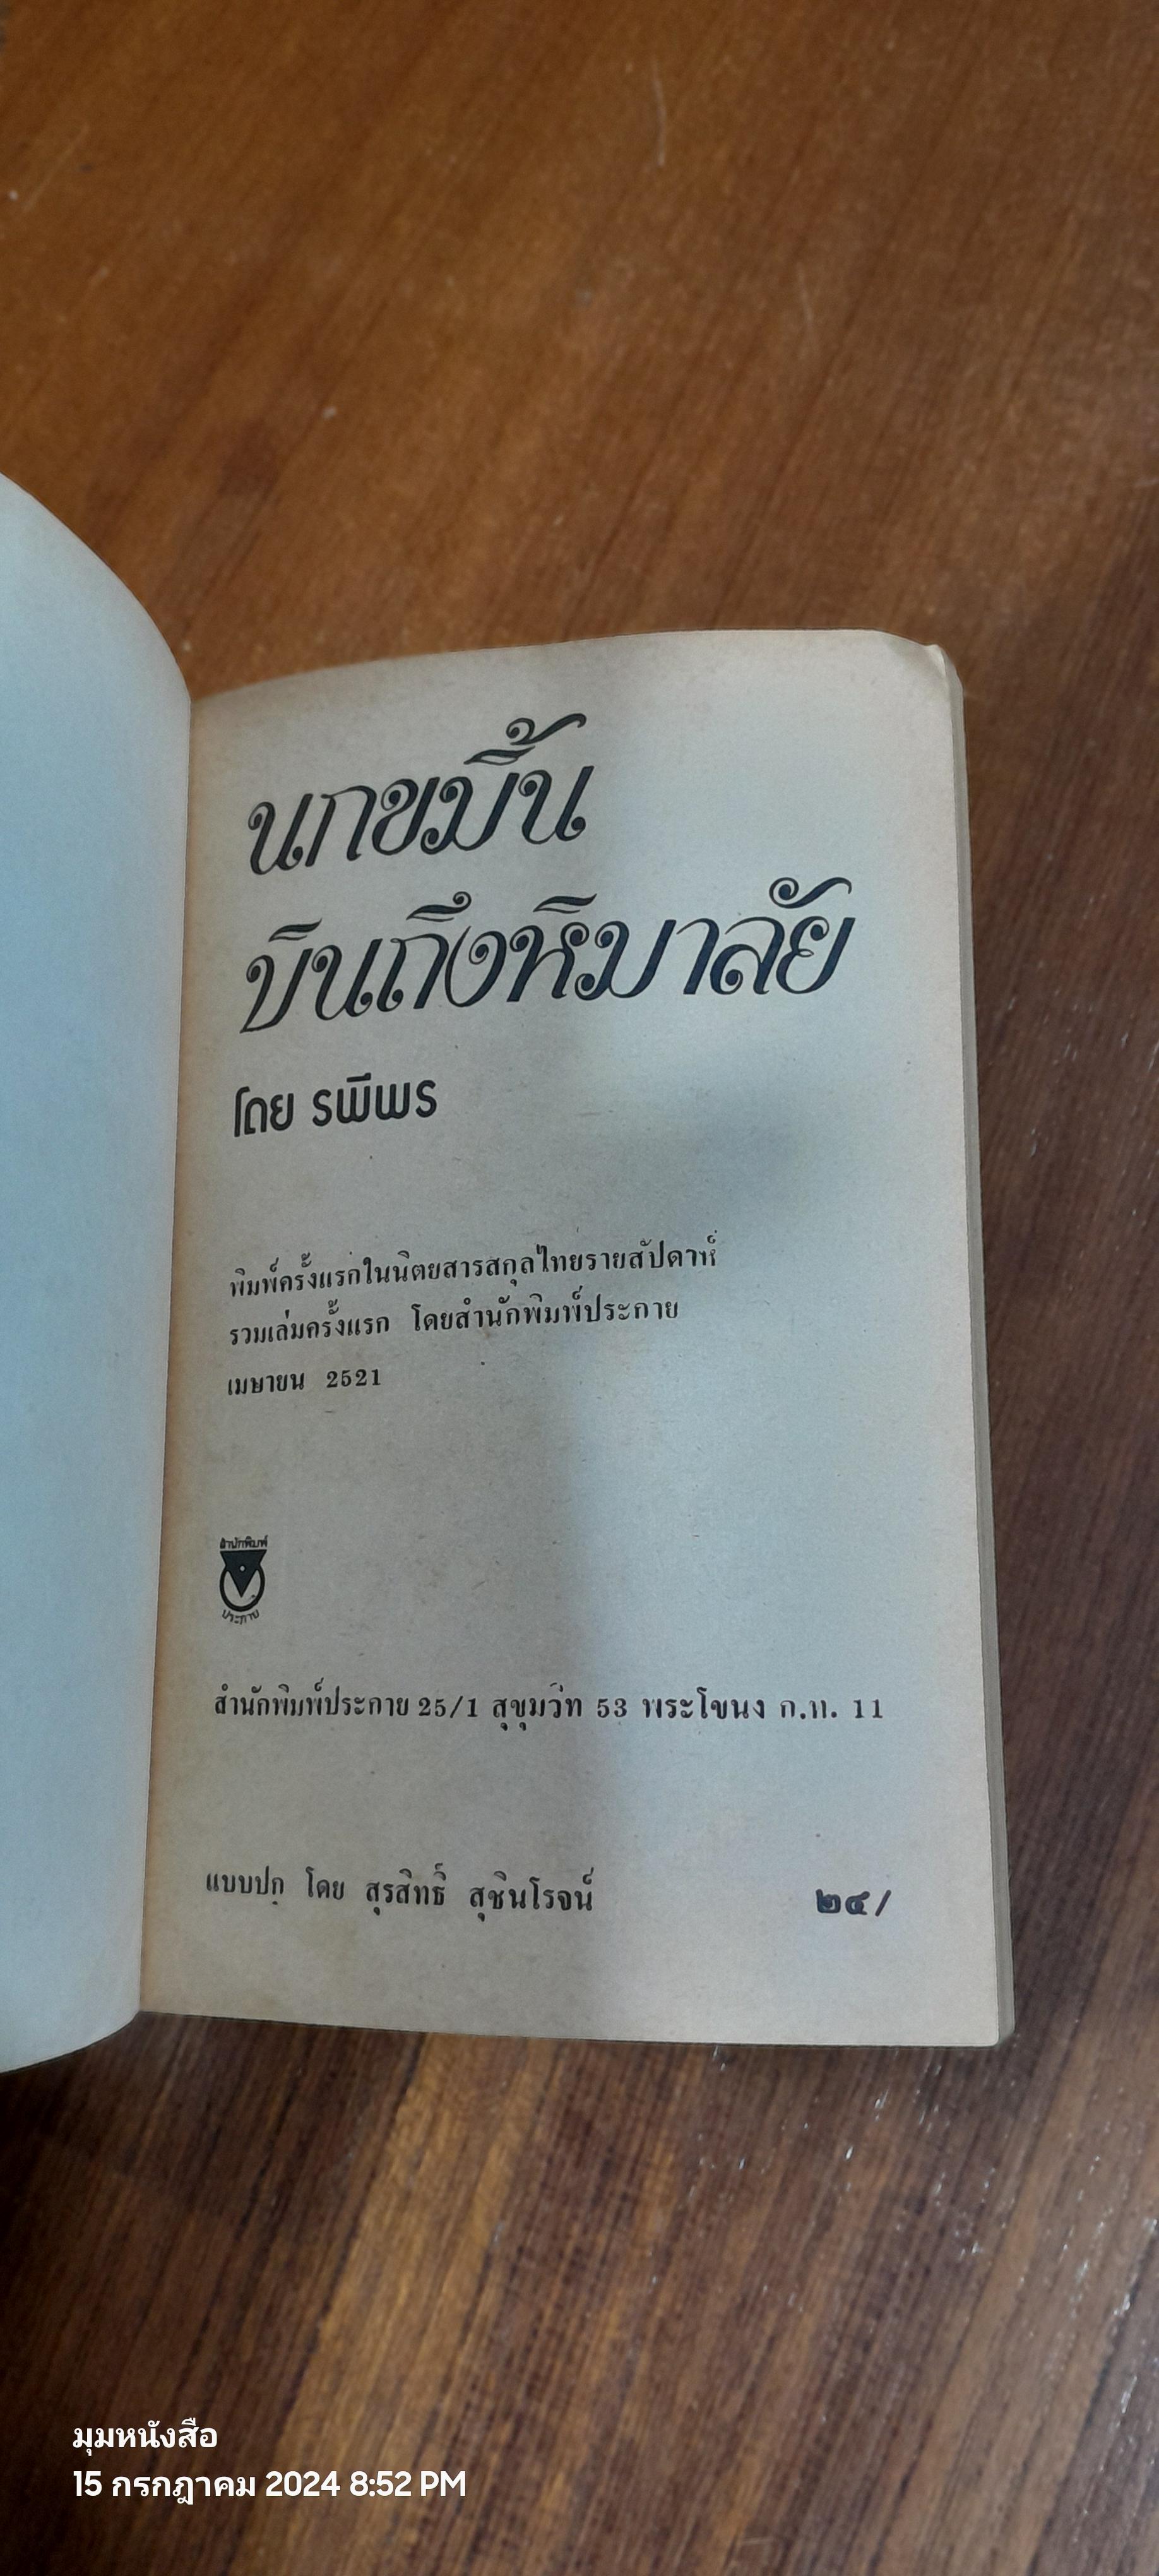 นกขมิ้น
บินถึงหิมาลัย
โดย รพีพร
พิมพ์ครั้งแรกในนิตยสารสกุลไทยรายสัปดาห์
รวมเล่มครั้งแรก โดยสำนักพิมพ์ประกาย
เมษายน 2521
สำนักพิมพ์
ประกาย
สำนักพิมพ์ประกาย 25/1 สุขุมวิท 53 พระโขนง ก.ท. 11
แบบปก โดย สุรสิทธิ์ สุชินโรจน์
๒๔/
มุมหนังสือ
15 กรกฎาคม 2024 8:52 PM